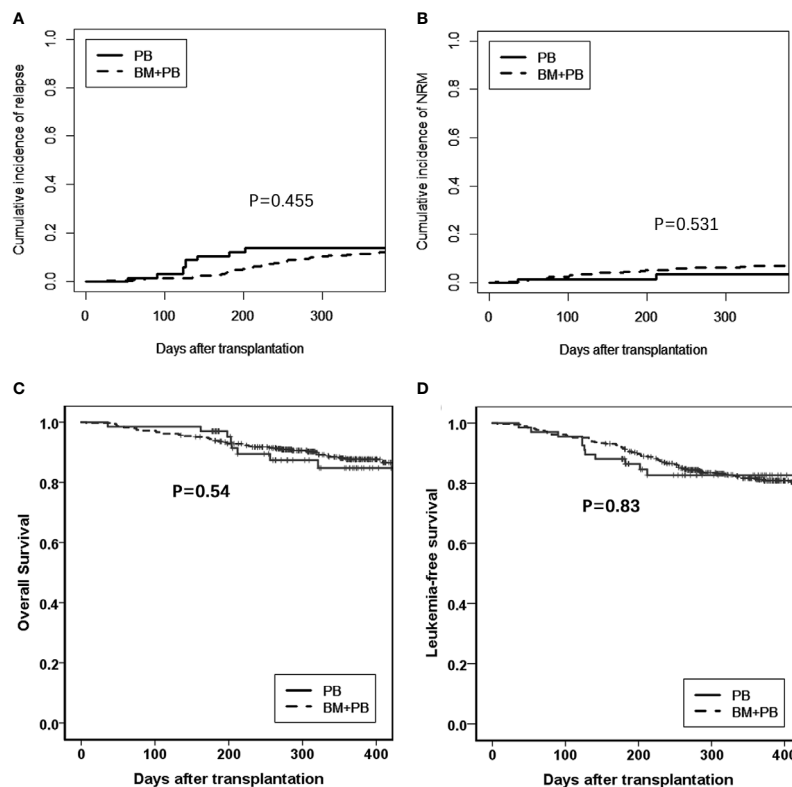 A
Cumulative incidence of relapse
1.0
0.8
0.6
0.4
0.2
0.0
PB
BM+PB
P=0.455
0 100 200 300
Days after transplantation
B
Cumulative incidence of NRM
1.0
0.8
0.6
0.4
0.2
0.0
PB
BM+PB
P=0.531
0 100 200 300
Days after transplantation
C
Overall Survival
1.0
0.8
0.6
0.4
0.2
0.0
P=0.54
PB
BM+PB
0 100 200 300 400
Days after transplantation
D
Leukemia-free survival
1.0
0.8
0.6
0.4
0.2
0.0
P=0.83
PB
BM+PB
0 100 200 300 400
Days after transplantation